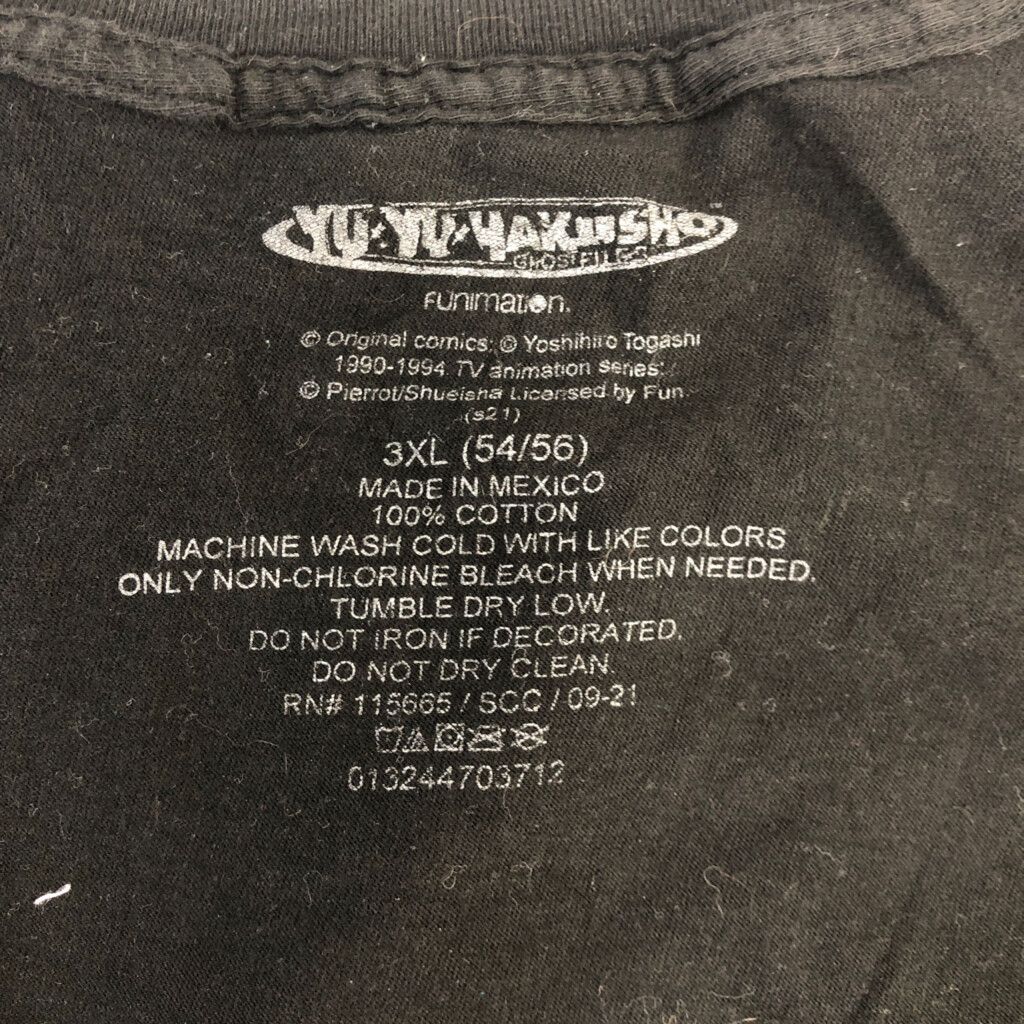 YU·YU·HAKUSHO™
GHOST FILES
FUnimation.
© Original comics: © Yoshihiro Togashi
1990-1994 TV animation series:
© Pierrot/Shueisha Licensed by Fun.
(s21)
3XL (54/56)
MADE IN MEXICO
100% COTTON
MACHINE WASH COLD WITH LIKE COLORS
ONLY NON-CHLORINE BLEACH WHEN NEEDED.
TUMBLE DRY LOW.
DO NOT IRON IF DECORATED.
DO NOT DRY CLEAN.
RN# 115665 / SCC / 09-21
013244703712